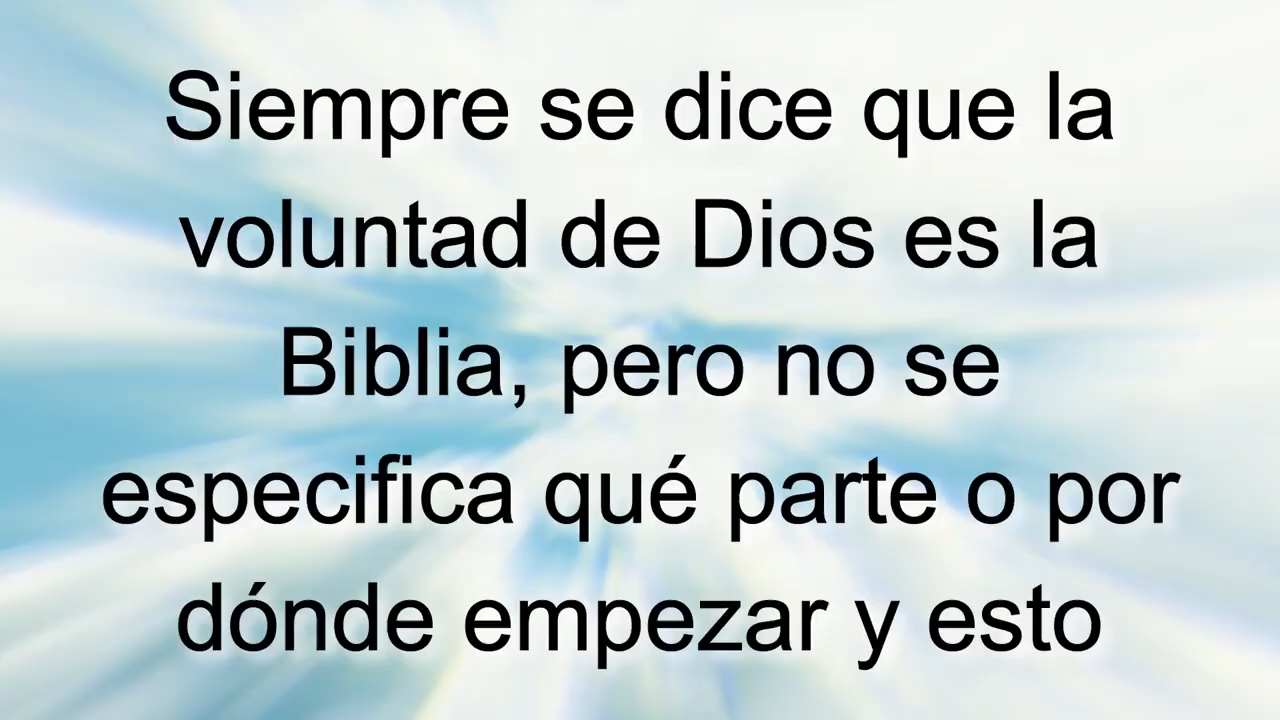 Siempre se dice que la
voluntad de Dios es la
Biblia, pero no se
especifica qué parte o por
dónde empezar y esto